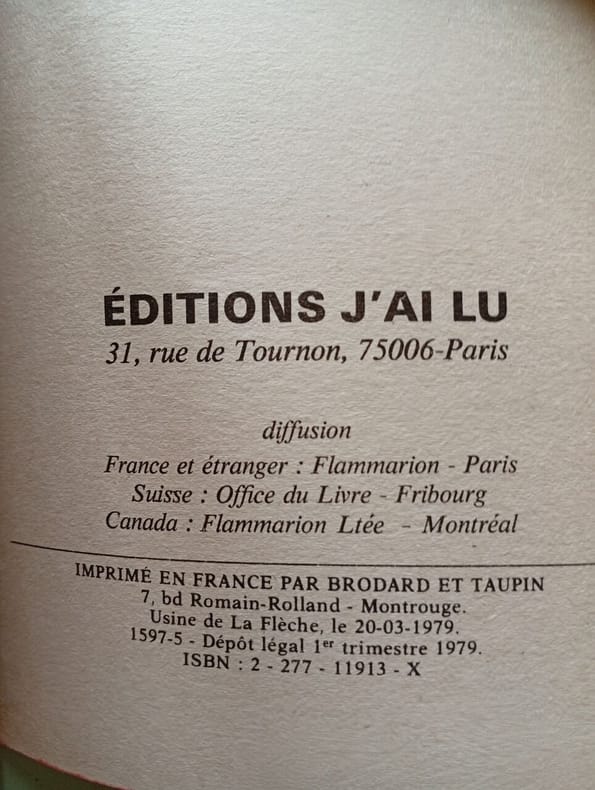 ÉDITIONS J'AI LU
31, rue de Tournon, 75006-Paris
diffusion
France et étranger : Flammarion - Paris
Suisse : Office du Livre - Fribourg
Canada : Flammarion Ltée - Montréal
IMPRIMÉ EN FRANCE PAR BRODARD ET TAUPIN
7, bd Romain-Rolland - Montrouge.
Usine de La Flèche, le 20-03-1979.
1597-5 - Dépôt légal 1er trimestre 1979.
ISBN : 2 - 277 - 11913 - X